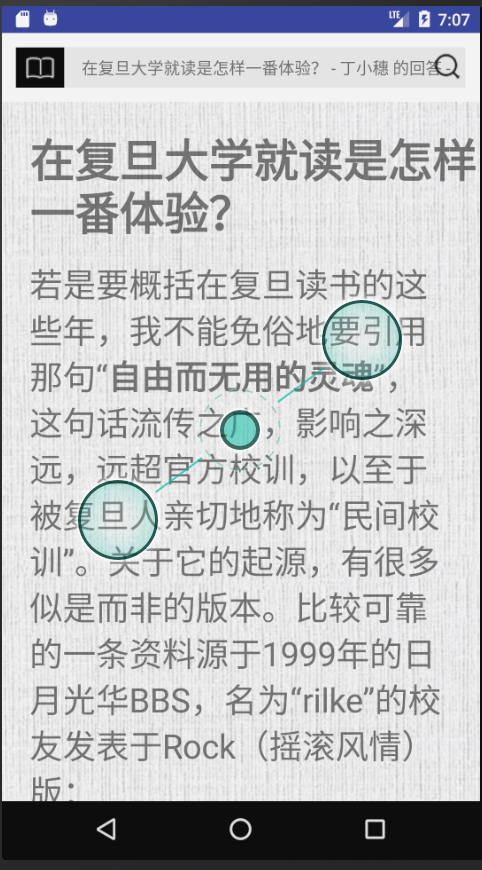 LTE 7:07
在复旦大学就读是怎样一番体验？ - 丁小穗 的回答 -
在复旦大学就读是怎样
一番体验？
若是要概括在复旦读书的这
些年，我不能免俗地要引用
那句“自由而无用的灵魂”，
这句话流传之广，影响之深
远，远超官方校训，以至于
被复旦人亲切地称为“民间校
训”。关于它的起源，有很多
似是而非的版本。比较可靠
的一条资料源于1999年的日
月光华BBS，名为“rilke”的校
友发表于Rock（摇滚风情）
版：